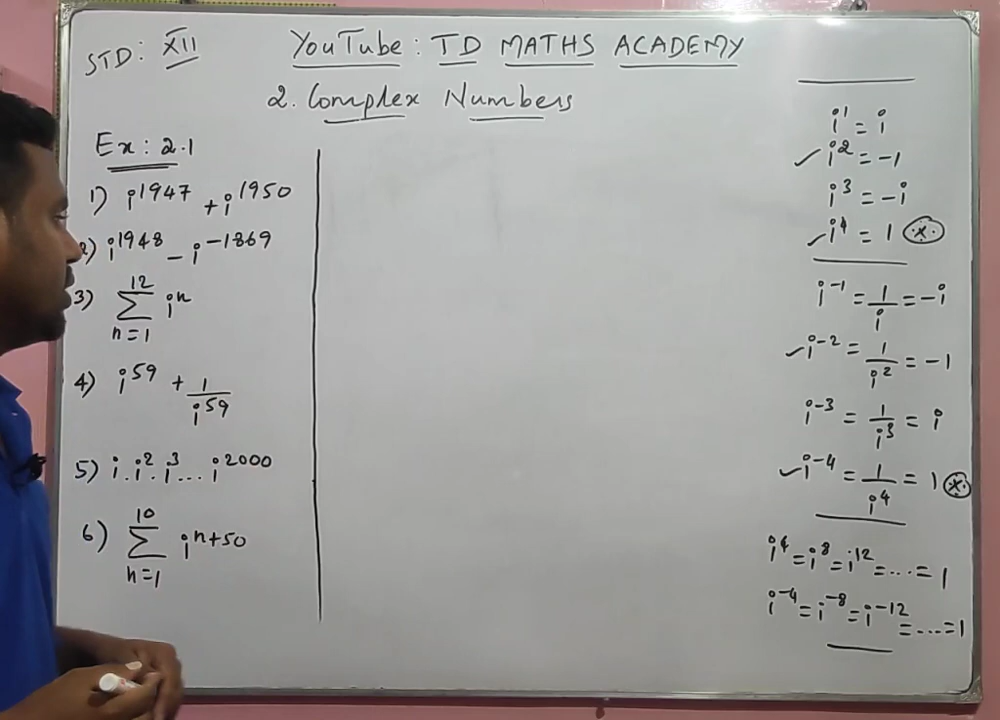 STD: XII
YouTube: TD MATHS ACADEMY
2. Complex Numbers
Ex: 2.1
1) i^1947 + i^1950
2) i^1948 - i^-1869
3) 12 Σ n=1 i^n
4) i^59 + 1/i^59
5) i.i^2.i^3...i^2000
6) 10 Σ n=1 i^n+50
i^1 = i
✓ i^2 = -1
i^3 = -i
✓ i^4 = 1 *
i^-1 = 1/i = -i
✓ i^-2 = 1/i^2 = -1
i^-3 = 1/i^3 = i
✓ i^-4 = 1/i^4 = 1 *
i^4 = i^8 = i^12 = ... = 1
i^-4 = i^-8 = i^-12 = ... = 1